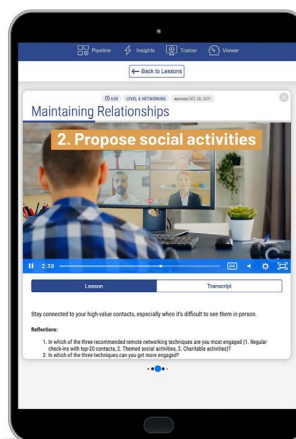 Pipeline Insights Trainer Viewer
← Back to Lessons
LEVEL 4: NETWORKING
Maintaining Relationships
2. Propose social activities
2:38
Lesson Transcript
Stay connected to your high-value contacts, especially when it's difficult to see them in person.
Reflections:
1. In which of the three recommended remote networking techniques are you most engaged (1. Regular
check-ins with top-20 contacts, 2. Themed social activities, 3. Charitable activities)?
2. In which of the three techniques can you get more engaged?